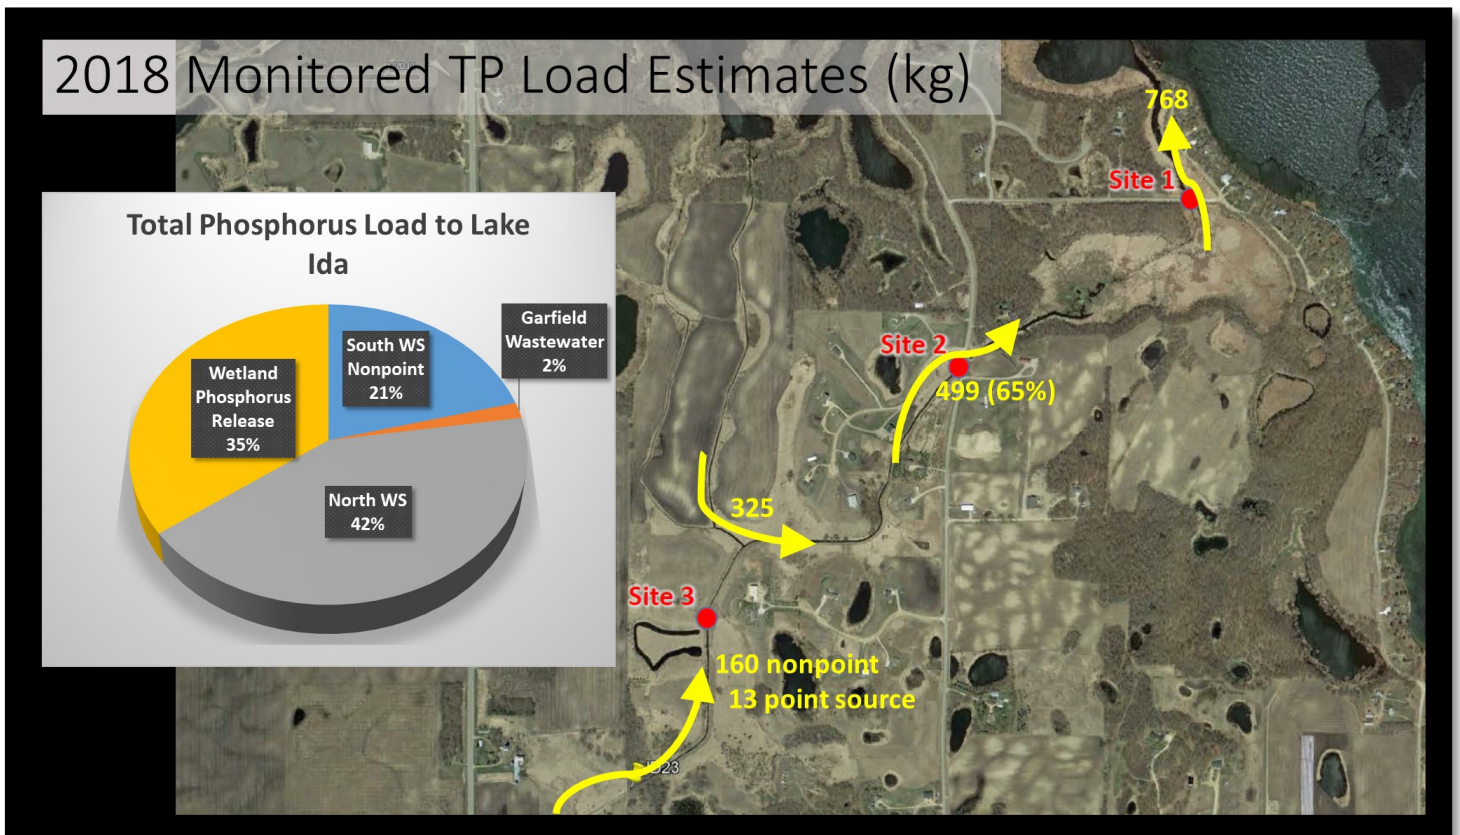 2018 Monitored TP Load Estimates (kg)
768
Site 1
Total Phosphorus Load to Lake
Ida
Garfield
Wastewater
2%
South WS
Nonpoint
21%
Wetland
Phosphorus
Release
35%
North WS
42%
Site 2
499 (65%)
325
Site 3
160 nonpoint
13 point source